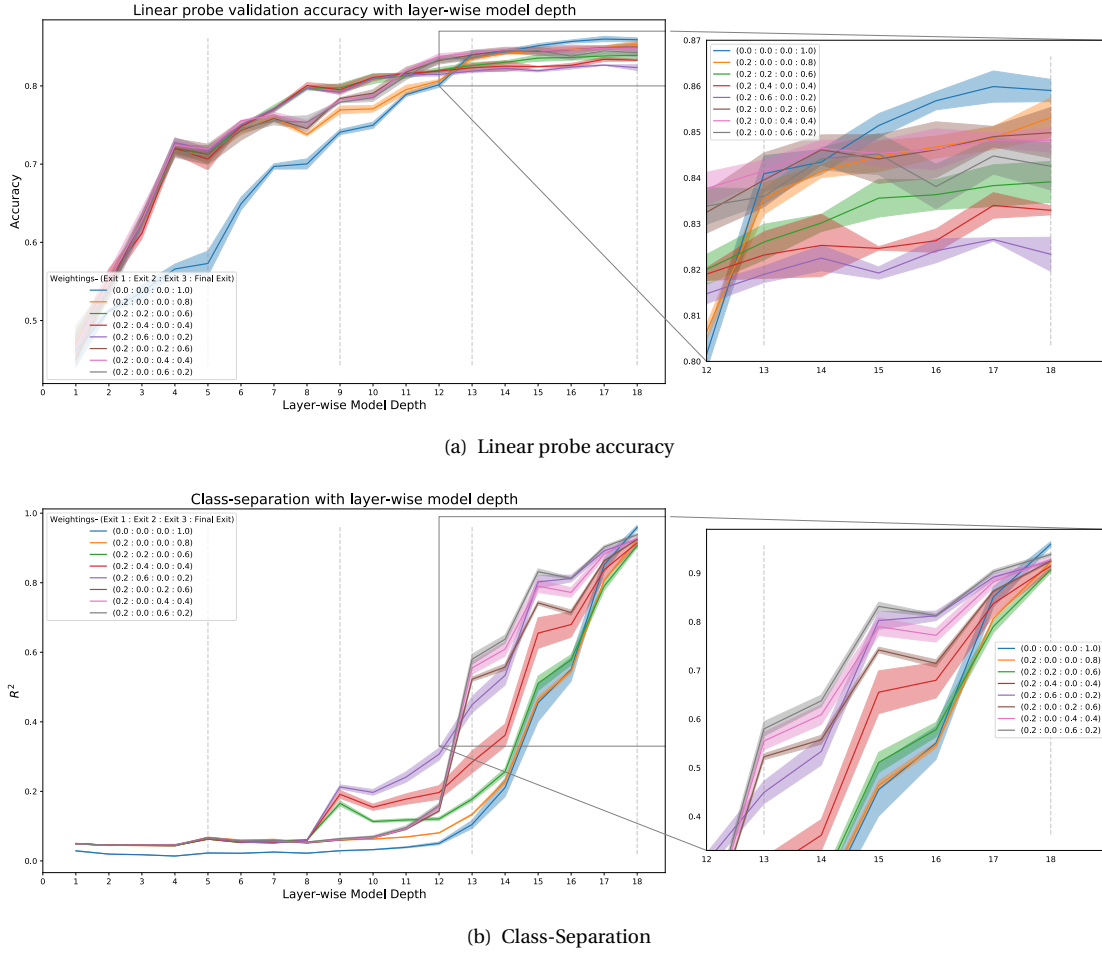 Linear probe validation accuracy with layer-wise model depth
Accuracy
0.8
0.7
0.6
0.5
Weightings- (Exit 1 : Exit 2 : Exit 3 : Final Exit)
(0.0 : 0.0 : 0.0 : 1.0)
(0.2 : 0.0 : 0.0 : 0.8)
(0.2 : 0.2 : 0.0 : 0.6)
(0.2 : 0.4 : 0.0 : 0.4)
(0.2 : 0.6 : 0.0 : 0.2)
(0.2 : 0.0 : 0.2 : 0.6)
(0.2 : 0.0 : 0.4 : 0.4)
(0.2 : 0.0 : 0.6 : 0.2)
0 1 2 3 4 5 6 7 8 9 10 11 12 13 14 15 16 17 18
Layer-wise Model Depth
0.87
0.86
0.85
0.84
0.83
0.82
0.81
0.80
(0.0 : 0.0 : 0.0 : 1.0)
(0.2 : 0.0 : 0.0 : 0.8)
(0.2 : 0.2 : 0.0 : 0.6)
(0.2 : 0.4 : 0.0 : 0.4)
(0.2 : 0.6 : 0.0 : 0.2)
(0.2 : 0.0 : 0.2 : 0.6)
(0.2 : 0.0 : 0.4 : 0.4)
(0.2 : 0.0 : 0.6 : 0.2)
12 13 14 15 16 17 18
(a) Linear probe accuracy
Class-separation with layer-wise model depth
R²
1.0
0.8
0.6
0.4
0.2
0.0
Weightings- (Exit 1 : Exit 2 : Exit 3 : Final Exit)
(0.0 : 0.0 : 0.0 : 1.0)
(0.2 : 0.0 : 0.0 : 0.8)
(0.2 : 0.2 : 0.0 : 0.6)
(0.2 : 0.4 : 0.0 : 0.4)
(0.2 : 0.6 : 0.0 : 0.2)
(0.2 : 0.0 : 0.2 : 0.6)
(0.2 : 0.0 : 0.4 : 0.4)
(0.2 : 0.0 : 0.6 : 0.2)
0 1 2 3 4 5 6 7 8 9 10 11 12 13 14 15 16 17 18
Layer-wise Model Depth
0.9
0.8
0.7
0.6
0.5
0.4
(0.0 : 0.0 : 0.0 : 1.0)
(0.2 : 0.0 : 0.0 : 0.8)
(0.2 : 0.2 : 0.0 : 0.6)
(0.2 : 0.4 : 0.0 : 0.4)
(0.2 : 0.6 : 0.0 : 0.2)
(0.2 : 0.0 : 0.2 : 0.6)
(0.2 : 0.0 : 0.4 : 0.4)
(0.2 : 0.0 : 0.6 : 0.2)
12 13 14 15 16 17 18
(b) Class-Separation